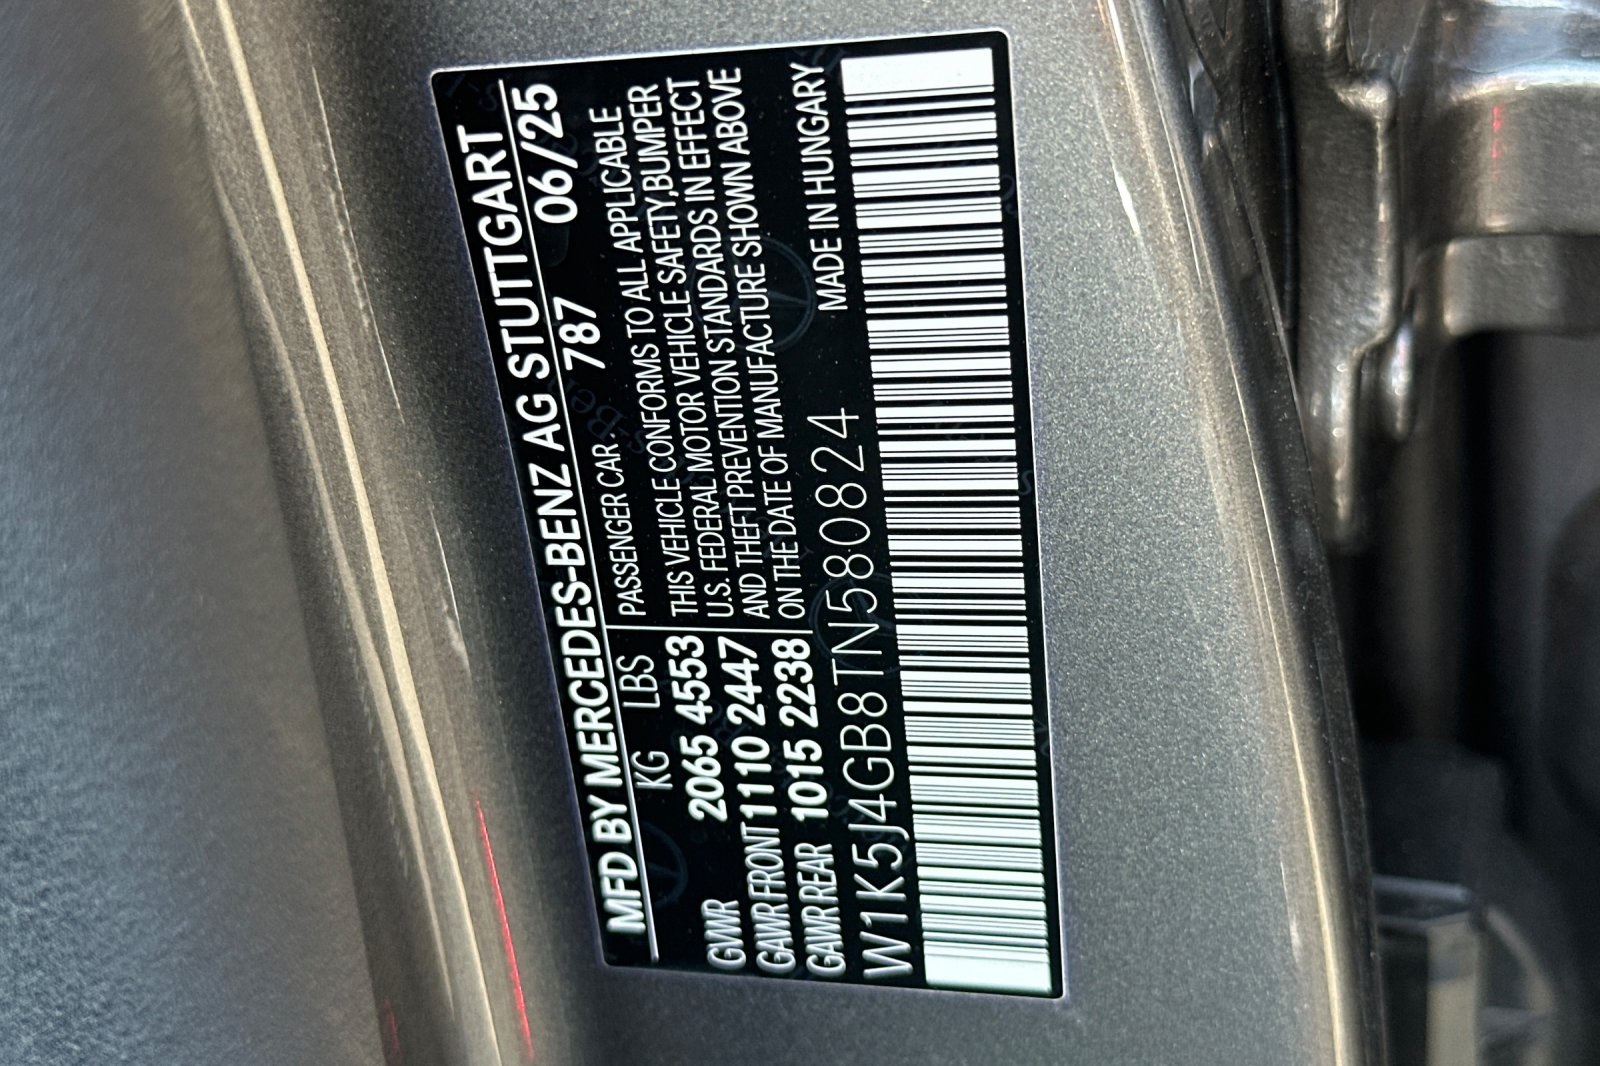 MFD BY MERCEDES-BENZ AG STUTTGART
787 06/25
KG LBS
GWR 2065 4553
GAWR FRONT 1110 2447
GAWR REAR 1015 2238
PASSENGER CAR.
THIS VEHICLE CONFORMS TO ALL APPLICABLE
U.S. FEDERAL MOTOR VEHICLE SAFETY, BUMPER
AND THEFT PREVENTION STANDARDS IN EFFECT
ON THE DATE OF MANUFACTURE SHOWN ABOVE
W1K5J4GB8TN580824 MADE IN HUNGARY